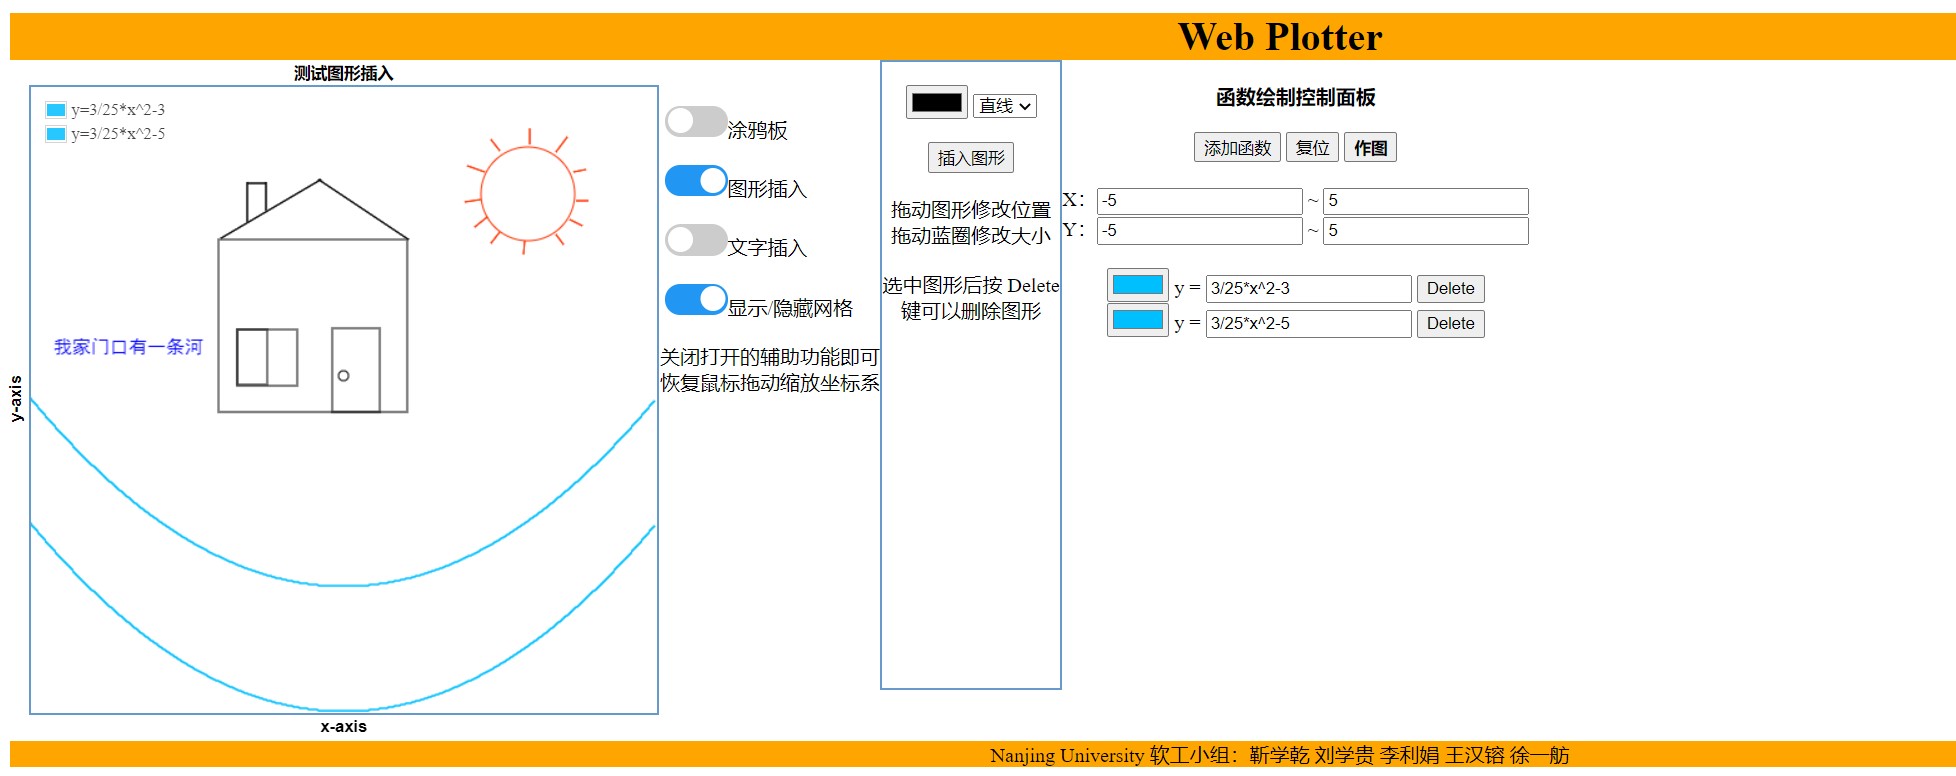 Web Plotter
测试图形插入
y=3/25*x^2-3
y=3/25*x^2-5
我家门口有一条河
y-axis
x-axis
涂鸦板
图形插入
文字插入
显示/隐藏网格
关闭打开的辅助功能即可
恢复鼠标拖动缩放坐标系
直线
插入图形
拖动图形修改位置
拖动蓝圈修改大小
选中图形后按 Delete
键可以删除图形
函数绘制控制面板
添加函数 复位 作图
X： -5 ~ 5
Y： -5 ~ 5
y = 3/25*x^2-3 Delete
y = 3/25*x^2-5 Delete
Nanjing University 软工小组：靳学乾 刘学贵 李利娟 王汉镕 徐一舫